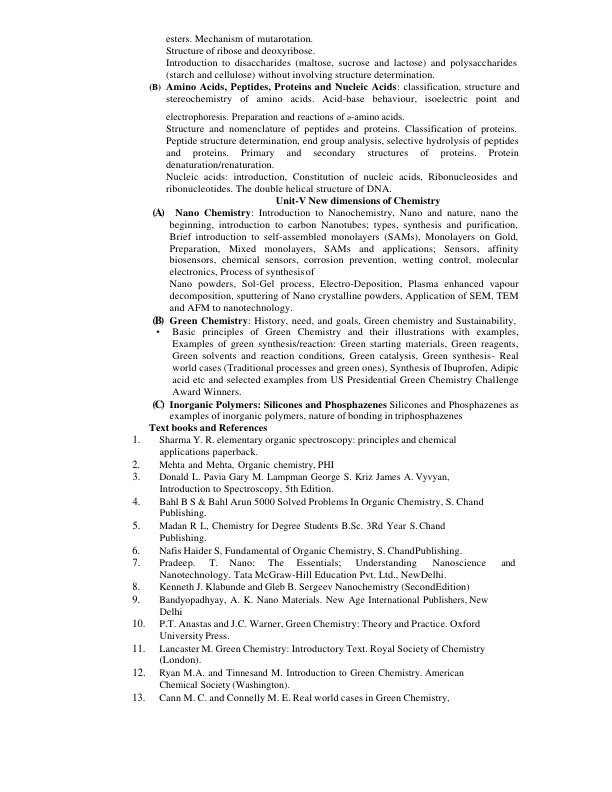 esters. Mechanism of mutarotation.
Structure of ribose and deoxyribose.
Introduction to disaccharides (maltose, sucrose and lactose) and polysaccharides
(starch and cellulose) without involving structure determination.
(B) Amino Acids, Peptides, Proteins and Nucleic Acids: classification, structure and
stereochemistry of amino acids. Acid-base behaviour, isoelectric point and
electrophoresis. Preparation and reactions of ∂-amino acids.
Structure and nomenclature of peptides and proteins. Classification of proteins.
Peptide structure determination, end group analysis, selective hydrolysis of peptides
and proteins. Primary and secondary structures of proteins. Protein
denaturation/renaturation.
Nucleic acids: introduction, Constitution of nucleic acids, Ribonucleosides and
ribonucleotides. The double helical structure of DNA.
Unit-V New dimensions of Chemistry
(A) Nano Chemistry: Introduction to Nanochemistry, Nano and nature, nano the
beginning, introduction to carbon Nanotubes; types, synthesis and purification,
Brief introduction to self-assembled monolayers (SAMs), Monolayers on Gold,
Preparation, Mixed monolayers, SAMs and applications; Sensors, affinity
biosensors, chemical sensors, corrosion prevention, wetting control, molecular
electronics, Process of synthesis of
Nano powders, Sol-Gel process, Electro-Deposition, Plasma enhanced vapour
decomposition, sputtering of Nano crystalline powders, Application of SEM, TEM
and AFM to nanotechnology.
(B) Green Chemistry: History, need, and goals, Green chemistry and Sustainability,
• Basic principles of Green Chemistry and their illustrations with examples,
Examples of green synthesis/reaction: Green starting materials, Green reagents,
Green solvents and reaction conditions, Green catalysis, Green synthesis- Real
world cases (Traditional processes and green ones), Synthesis of Ibuprofen, Adipic
acid etc and selected examples from US Presidential Green Chemistry Challenge
Award Winners.
(C) Inorganic Polymers: Silicones and Phosphazenes Silicones and Phosphazenes as
examples of inorganic polymers, nature of bonding in triphosphazenes
Text books and References
1. Sharma Y. R. elementary organic spectroscopy: principles and chemical
applications paperback.
2. Mehta and Mehta, Organic chemistry, PHI
3. Donald L. Pavia Gary M. Lampman George S. Kriz James A. Vyvyan,
Introduction to Spectroscopy, 5th Edition.
4. Bahl B S & Bahl Arun 5000 Solved Problems In Organic Chemistry, S. Chand
Publishing.
5. Madan R L, Chemistry for Degree Students B.Sc. 3Rd Year S. Chand
Publishing.
6. Nafis Haider S, Fundamental of Organic Chemistry, S. ChandPublishing.
7. Pradeep. T. Nano: The Essentials; Understanding Nanoscience and
Nanotechnology. Tata McGraw-Hill Education Pvt. Ltd., NewDelhi.
8. Kenneth J. Klabunde and Gleb B. Sergeev Nanochemistry (SecondEdition)
9. Bandyopadhyay, A. K. Nano Materials. New Age International Publishers, New
Delhi
10. P.T. Anastas and J.C. Warner, Green Chemistry: Theory and Practice. Oxford
University Press.
11. Lancaster M. Green Chemistry: Introductory Text. Royal Society of Chemistry
(London).
12. Ryan M.A. and Tinnesand M. Introduction to Green Chemistry. American
Chemical Society (Washington).
13. Cann M. C. and Connelly M. E. Real world cases in Green Chemistry,